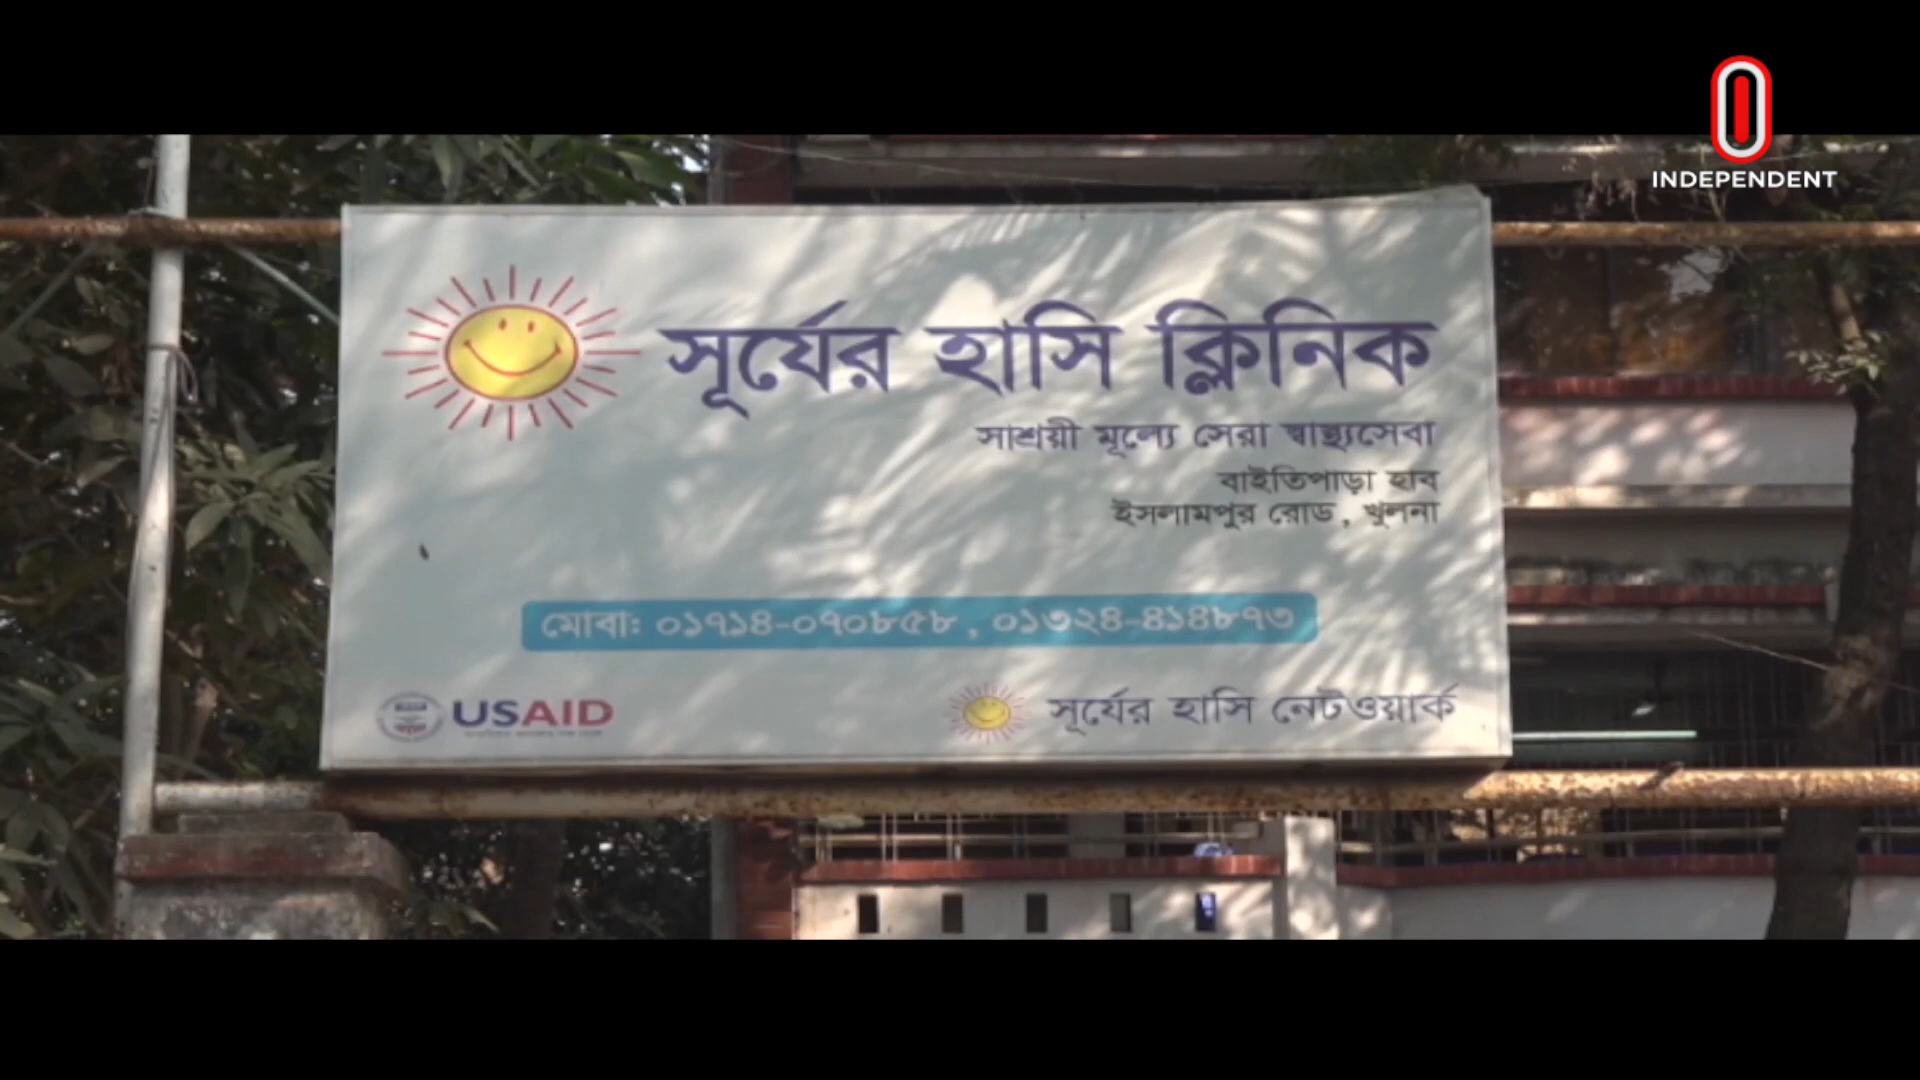 INDEPENDENT
সূর্যের হাসি ক্লিনিক
সাশ্রয়ী মূল্যে সেরা স্বাস্থ্যসেবা
বাইতিপাড়া হাব
ইসলামপুর রোড, খুলনা
মোবা: ০১৭১৪-০৭০৮৫৮, ০১৩২৪-৪১৪৮৭৩
USAID
সূর্যের হাসি নেটওয়ার্ক